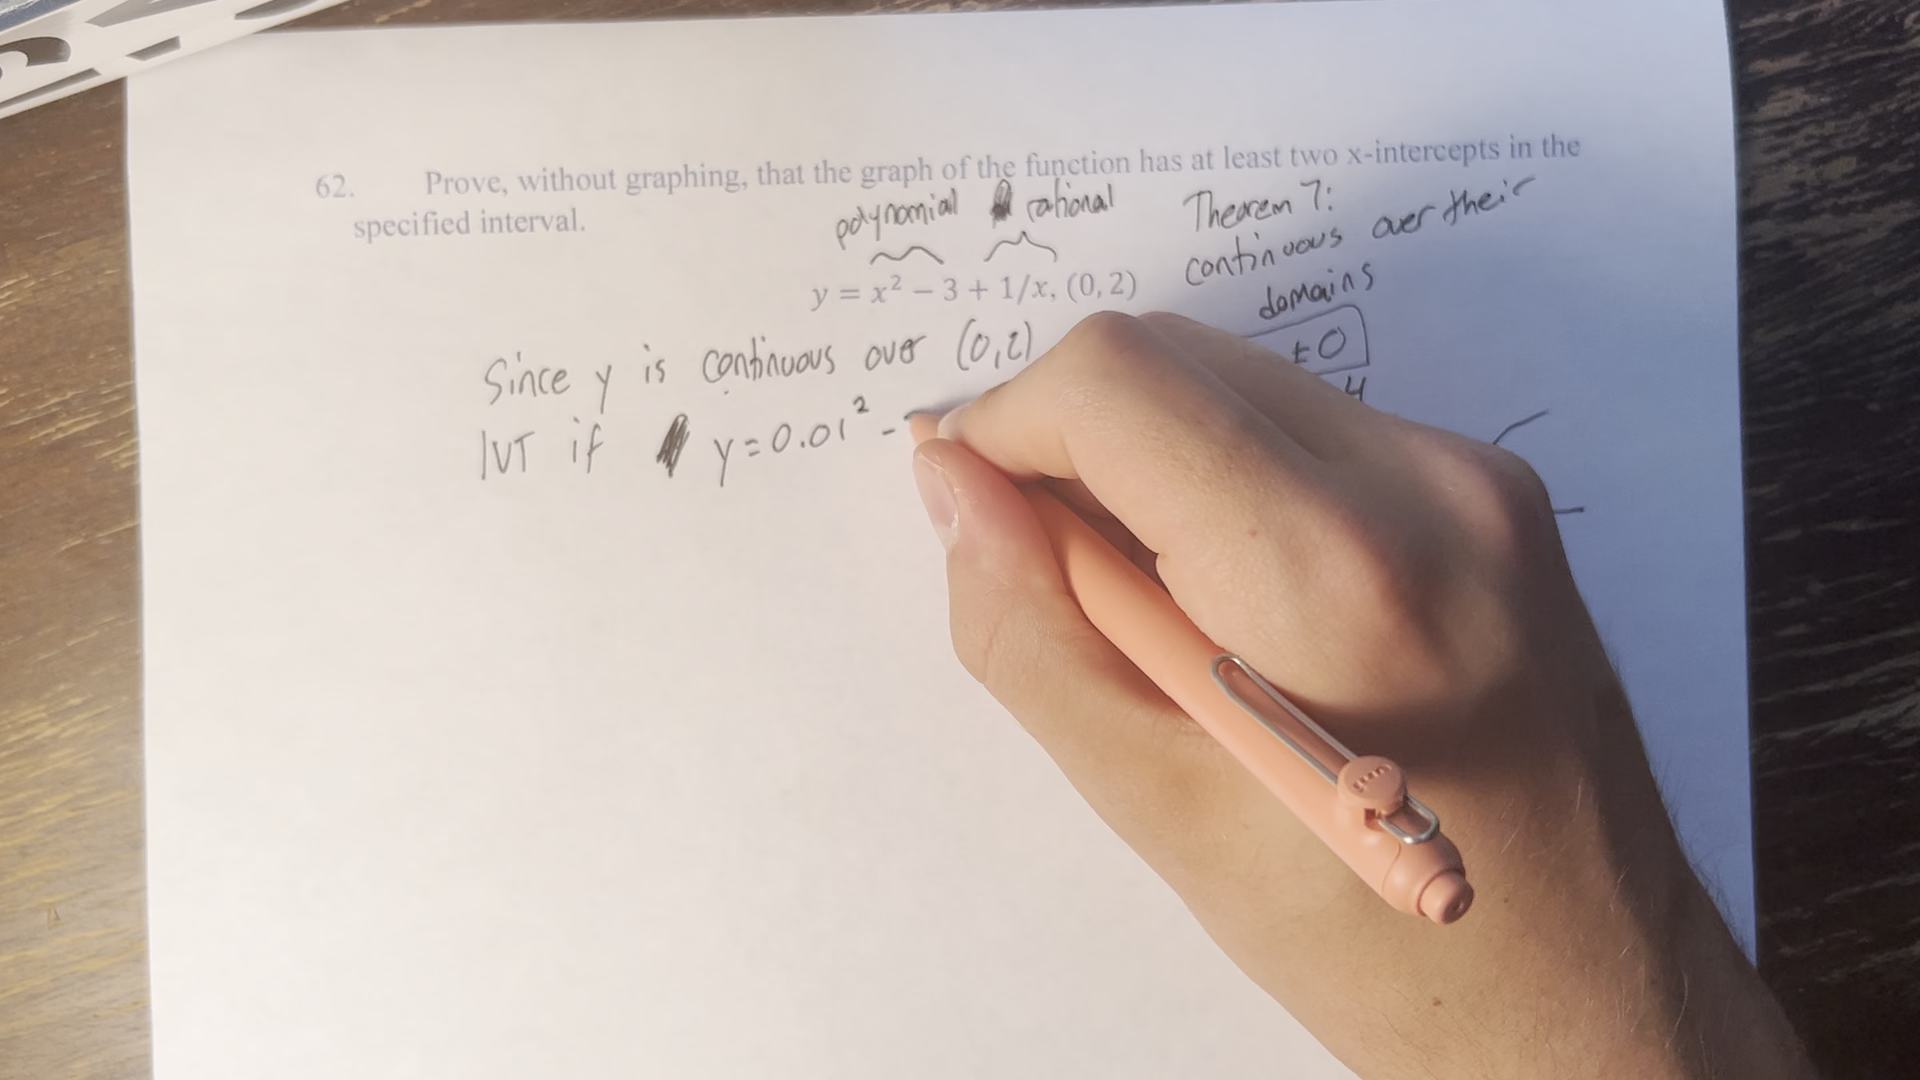 62. Prove, without graphing, that the graph of the function has at least two x-intercepts in the
specified interval.
polynomial rational
y = x² − 3 + 1/x, (0, 2)
Theorem 7:
continuous over their
domains
Since y is continuous over (0,2)
≠0
4
IVT if y = 0.01² -